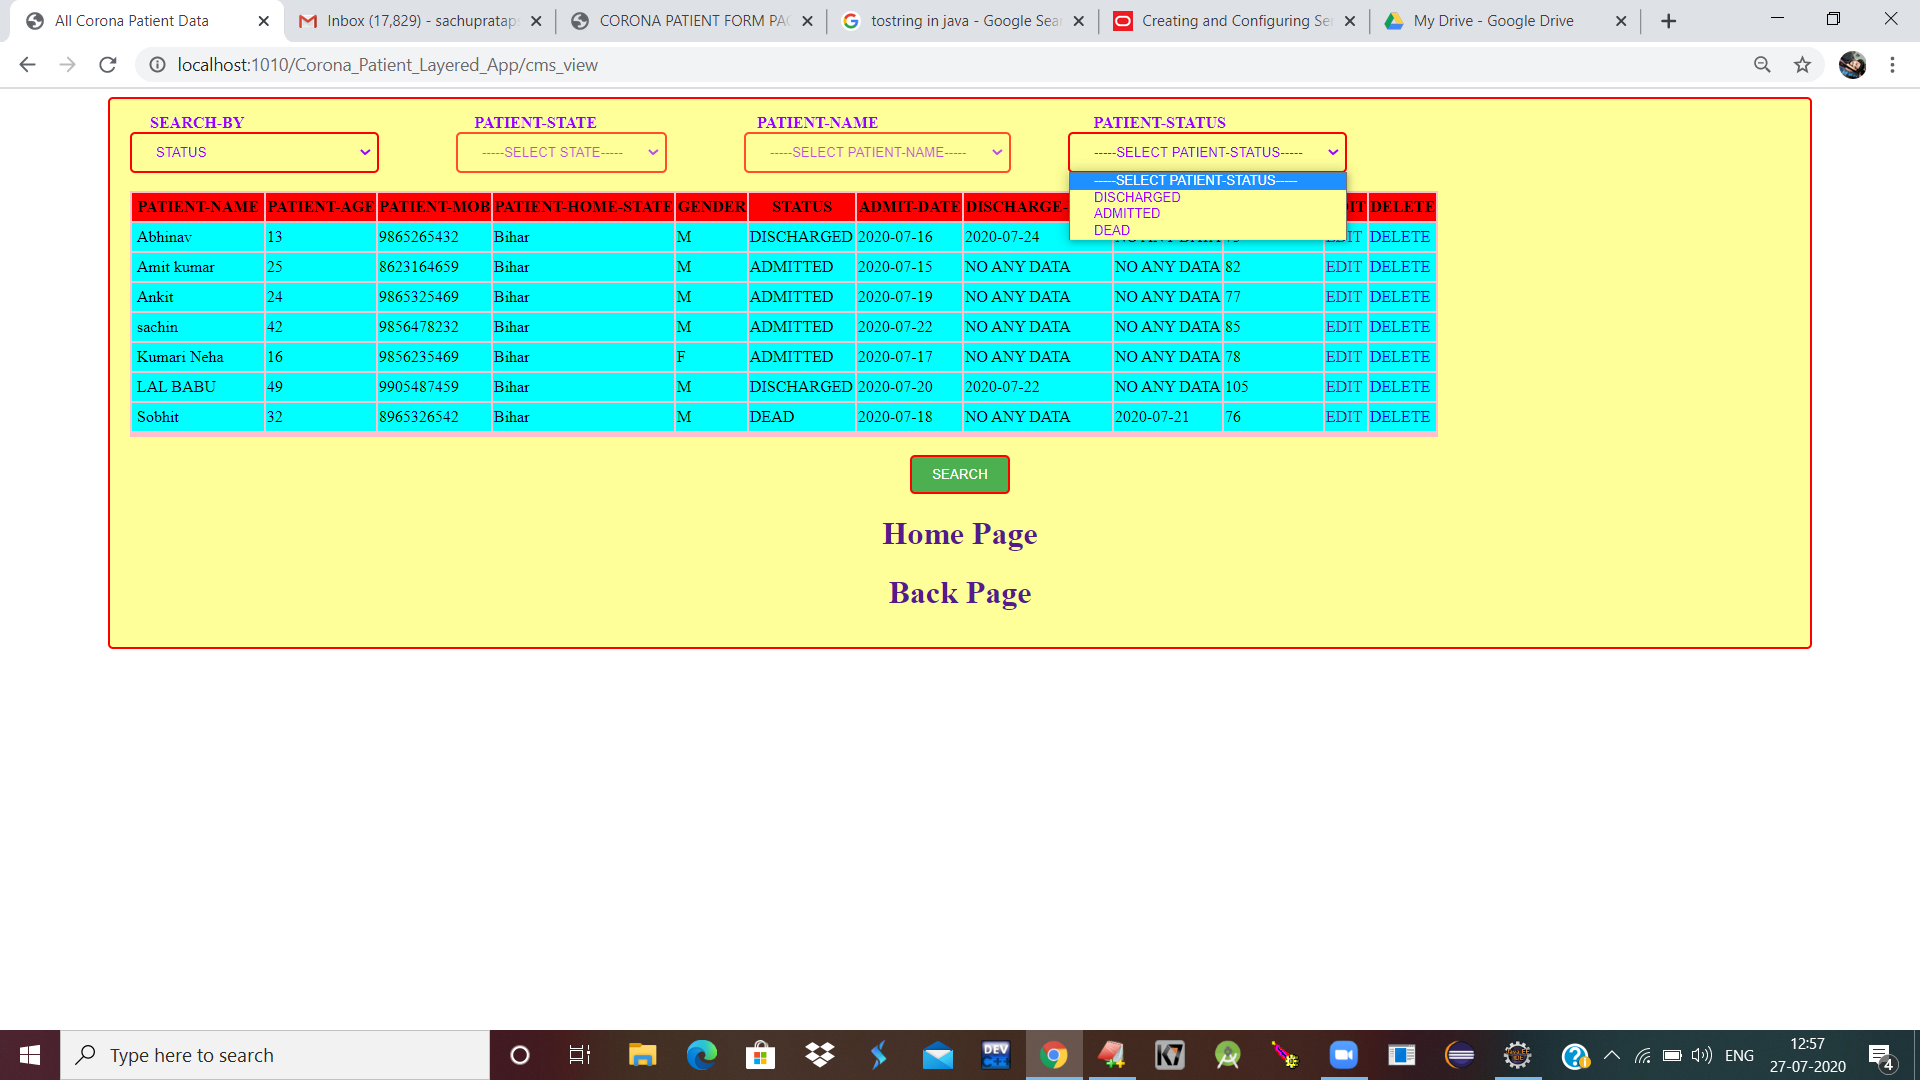 All Corona Patient Data
Inbox (17,829) - sachupratap
CORONA PATIENT FORM PAG
tostring in java - Google Sea
Creating and Configuring Ser
My Drive - Google Drive
localhost:1010/Corona_Patient_Layered_App/cms_view
SEARCH-BY PATIENT-STATE PATIENT-NAME PATIENT-STATUS
STATUS -----SELECT STATE----- -----SELECT PATIENT-NAME----- -----SELECT PATIENT-STATUS-----
-----SELECT PATIENT-STATUS-----
DISCHARGED
ADMITTED
DEAD
PATIENT-NAME PATIENT-AGE PATIENT-MOB PATIENT-HOME-STATE GENDER STATUS ADMIT-DATE DISCHARGE- DELETE
Abhinav 13 9865265432 Bihar M DISCHARGED 2020-07-16 2020-07-24 EDIT DELETE
Amit kumar 25 8623164659 Bihar M ADMITTED 2020-07-15 NO ANY DATA NO ANY DATA 82 EDIT DELETE
Ankit 24 9865325469 Bihar M ADMITTED 2020-07-19 NO ANY DATA NO ANY DATA 77 EDIT DELETE
sachin 42 9856478232 Bihar M ADMITTED 2020-07-22 NO ANY DATA NO ANY DATA 85 EDIT DELETE
Kumari Neha 16 9856235469 Bihar F ADMITTED 2020-07-17 NO ANY DATA NO ANY DATA 78 EDIT DELETE
LAL BABU 49 9905487459 Bihar M DISCHARGED 2020-07-20 2020-07-22 NO ANY DATA 105 EDIT DELETE
Sobhit 32 8965326542 Bihar M DEAD 2020-07-18 NO ANY DATA 2020-07-21 76 EDIT DELETE
SEARCH
Home Page
Back Page
Type here to search
DEV
C++
ENG
12:57
27-07-2020
4